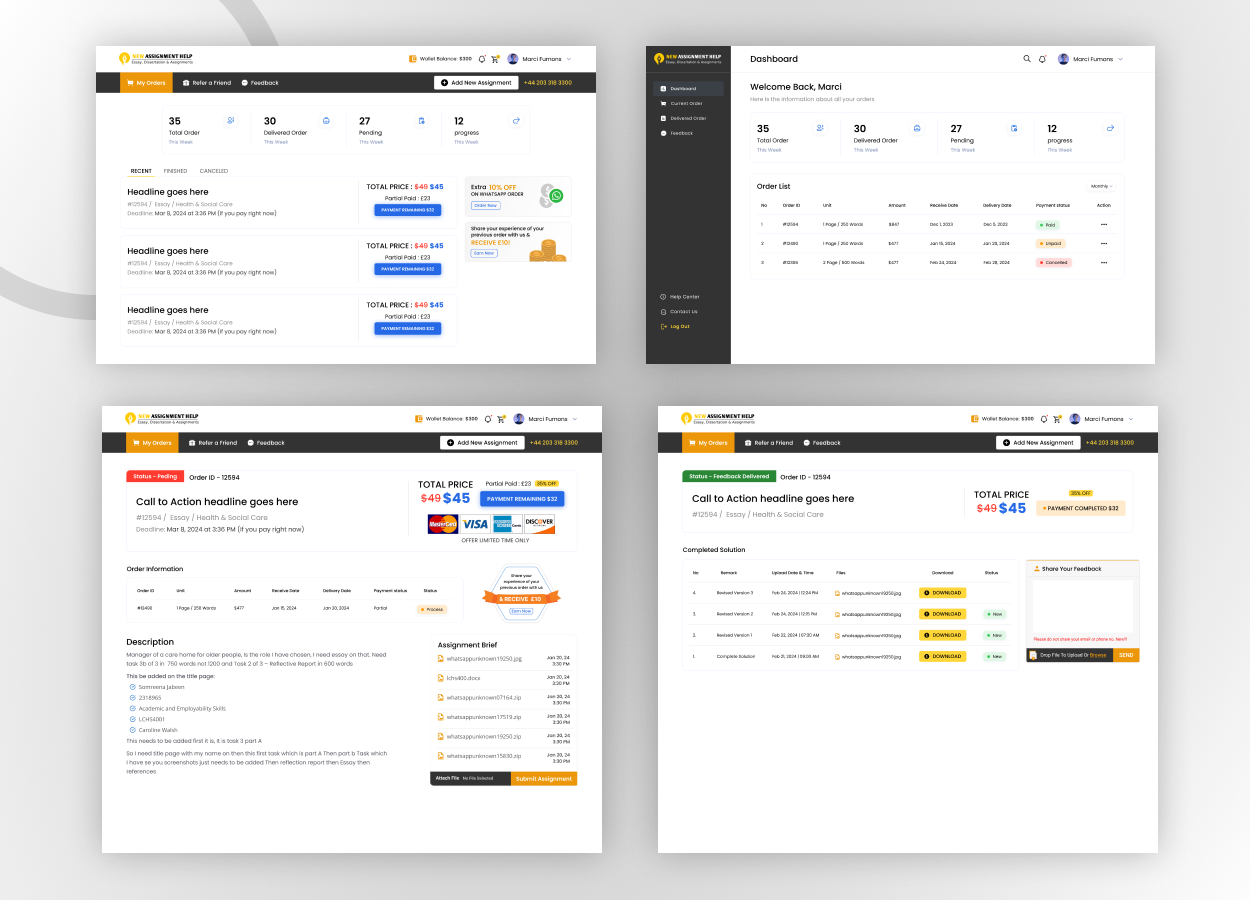 NEW ASSIGNMENT HELP
Essay, Dissertation & Assignments
Wallet Balance: $300
Marci Fumons
My Orders
Refer a Friend
Feedback
Add New Assignment
+44 203 318 3300
35
Total Order
This Week
30
Delivered Order
This Week
27
Pending
This Week
12
progress
This Week
RECENT FINISHED CANCELED
Headline goes here
#12594 / Essay / Health & Social Care
Deadline: Mar 8, 2024 at 3:36 PM (if you pay right now)
TOTAL PRICE : $49 $45
Partial Paid : £23
PAYMENT REMAINING $32
Headline goes here
#12594 / Essay / Health & Social Care
Deadline: Mar 8, 2024 at 3:36 PM (if you pay right now)
TOTAL PRICE : $49 $45
Partial Paid : £23
PAYMENT REMAINING $32
Headline goes here
#12594 / Essay / Health & Social Care
Deadline: Mar 8, 2024 at 3:36 PM (if you pay right now)
TOTAL PRICE : $49 $45
Partial Paid : £23
PAYMENT REMAINING $32
Extra 10% OFF
ON WHATSAPP ORDER
Order Now
Share your experience of your
previous order with us &
RECEIVE £10!
Earn Now
NEW ASSIGNMENT HELP
Essay, Dissertation & Assignments
Dashboard
Current Order
Delivered Order
Feedback
Help Center
Contact Us
Log Out
Dashboard
Marci Fumons
Welcome Back, Marci
Here is the information about all your orders
35
Total Order
This Week
30
Delivered Order
This Week
27
Pending
This Week
12
progress
This Week
Order List
Monthly
No Order ID Unit Amount Receive Date Delivery Date Payment status Action
1 #12594 1 Page / 250 Words $847 Dec 1, 2023 Dec 5, 2023 Paid
2 #12490 1 Page / 250 Words $477 Jan 15, 2024 Jan 20, 2024 Unpaid
3 #12306 2 Page / 500 Words $477 Feb 24, 2024 Feb 28, 2024 Cancelled
NEW ASSIGNMENT HELP
Essay, Dissertation & Assignments
Wallet Balance: $300
Marci Fumons
My Orders
Refer a Friend
Feedback
Add New Assignment
+44 203 318 3300
Status - Peding
Order ID - 12594
Call to Action headline goes here
#12594 / Essay / Health & Social Care
Deadline: Mar 8, 2024 at 3:36 PM (if you pay right now)
TOTAL PRICE
$49 $45
Partial Paid : £23
35% OFF
PAYMENT REMAINING $32
MasterCard
VISA
DISCOVER
OFFER LIMITED TIME ONLY
Order Information
Order ID Unit Amount Receive Date Delivery Date Payment status Status
#12490 1 Page / 250 Words $477 Jan 15, 2024 Jan 20, 2024 Partial Process
Share your
experience of your
previous order with us
& RECEIVE £10
Earn Now
Description
Manager of a care home for older people, is the role I have chosen, I need essay on that. Need
task 3b of 3 in 750 words not 1200 and Task 2 of 3 – Reflective Report in 600 words
This be added on the title page:
Somreena Jabeen
2318965
Academic and Employability Skills
LCHS4001
Caroline Walsh
This needs to be added first it is, it is task 3 part A
So I need title page with my name on then this first task which is part A Then part b Task which
I have se you screenshots just needs to be added Then reflection report then Essay then
references
Assignment Brief
whatsappunknown19250.jpg Jan 20, 24
3:30 PM
lchs400.docx Jan 20, 24
3:30 PM
whatsappunknown07164.zip Jan 20, 24
3:30 PM
whatsappunknown17519.zip Jan 20, 24
3:30 PM
whatsappunknown19250.zip Jan 20, 24
3:30 PM
whatsappunknown15830.zip Jan 20, 24
3:30 PM
Attach File No File Selected
Submit Assignment
NEW ASSIGNMENT HELP
Essay, Dissertation & Assignments
Wallet Balance: $300
Marci Fumons
My Orders
Refer a Friend
Feedback
Add New Assignment
+44 203 318 3300
Status - Feedback Delivered
Order ID - 12594
Call to Action headline goes here
#12594 / Essay / Health & Social Care
TOTAL PRICE
$49 $45
35% OFF
PAYMENT COMPLETED $32
Completed Solution
No Remark Upload Date & Time Files Download Status
4. Revised Version 3 Feb 24, 2024 | 12:24 PM whatsappunknown19250.jpg DOWNLOAD
3. Revised Version 2 Feb 24, 2024 | 12:15 PM whatsappunknown19250.jpg DOWNLOAD New
2. Revised Version 1 Feb 22, 2024 | 07:30 AM whatsappunknown19250.jpg DOWNLOAD New
1. Complete Solution Feb 21, 2024 | 09:00 AM whatsappunknown19250.jpg DOWNLOAD New
Share Your Feedback
Please do not share your email or phone no. here!!!
Drop File To Upload Or Browse
SEND